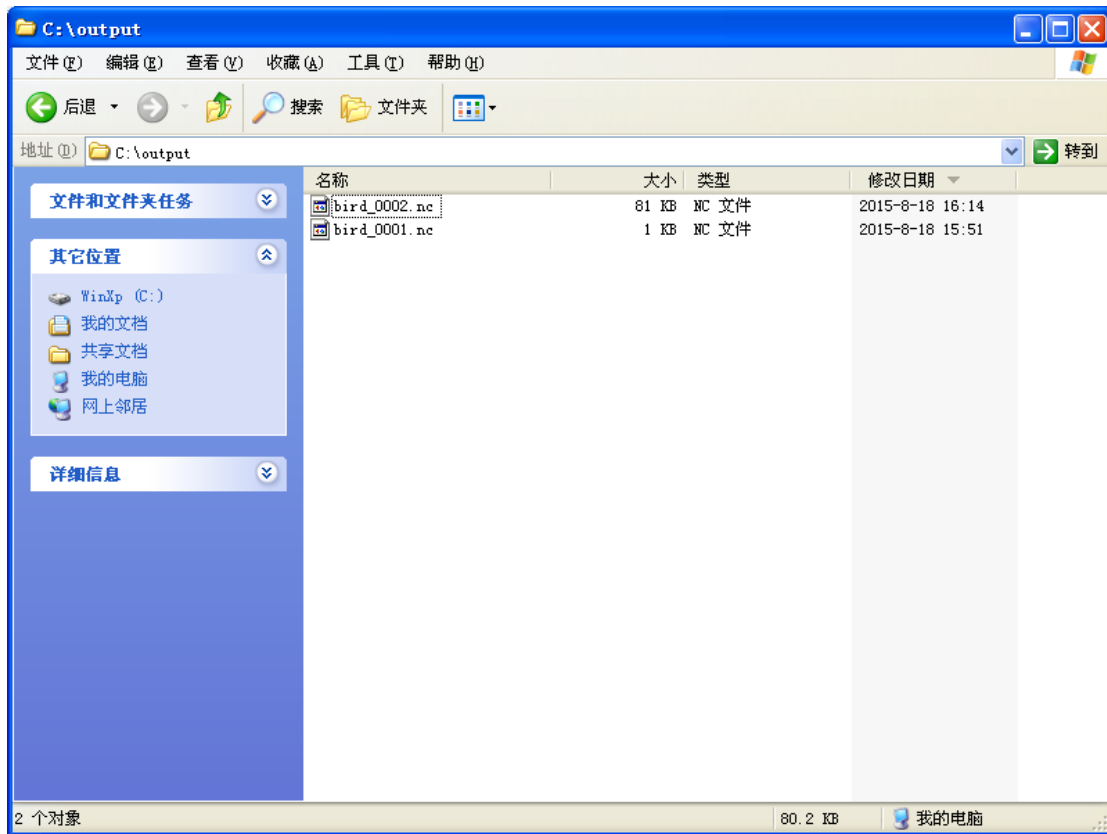 C:\output
文件(F) 编辑(E) 查看(V) 收藏(A) 工具(T) 帮助(H)
后退 搜索 文件夹
地址(D) C:\output 转到
文件和文件夹任务
其它位置
WinXp (C:)
我的文档
共享文档
我的电脑
网上邻居
详细信息
名称 大小 类型 修改日期
bird_0002.nc 81 KB NC 文件 2015-8-18 16:14
bird_0001.nc 1 KB NC 文件 2015-8-18 15:51
2 个对象 80.2 KB 我的电脑